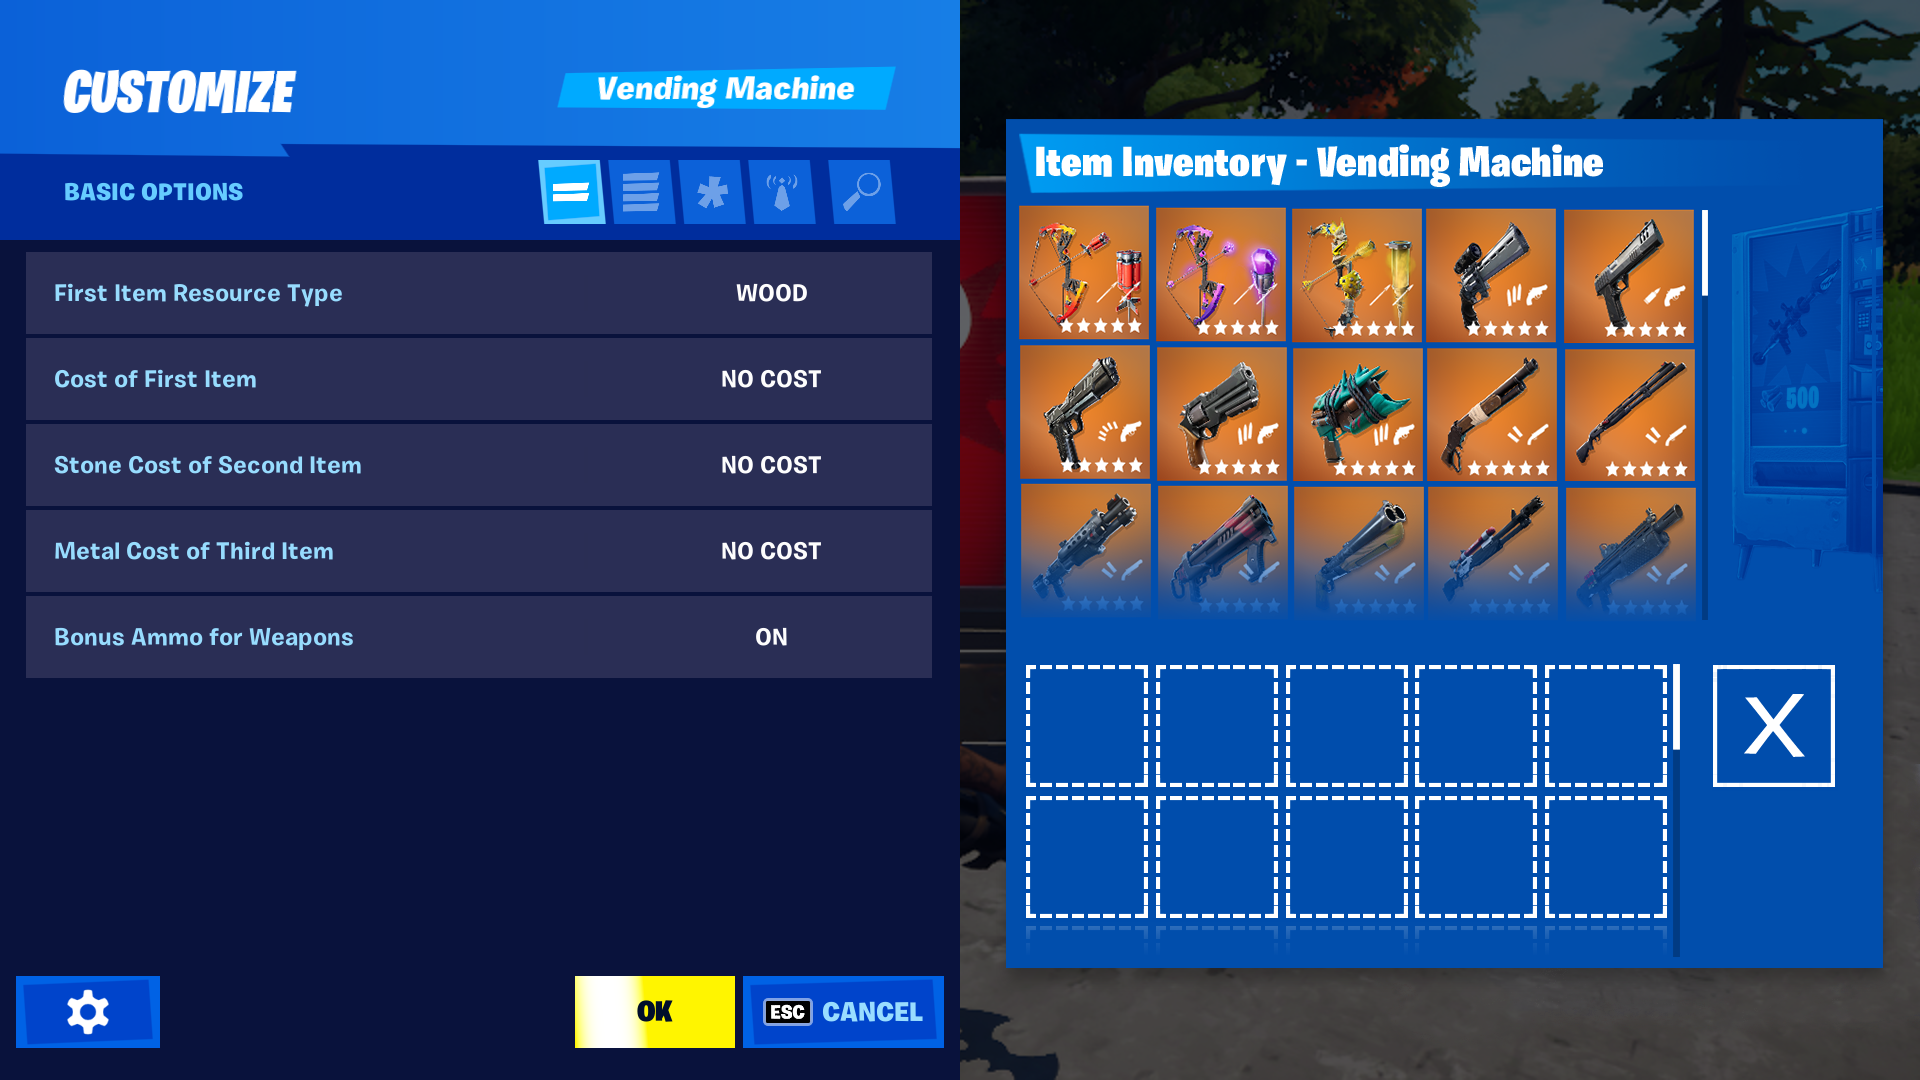 CUSTOMIZE
Vending Machine
BASIC OPTIONS
First Item Resource Type
WOOD
Cost of First Item
NO COST
Stone Cost of Second Item
NO COST
Metal Cost of Third Item
NO COST
Bonus Ammo for Weapons
ON
OK
ESC CANCEL
Item Inventory - Vending Machine
500
X